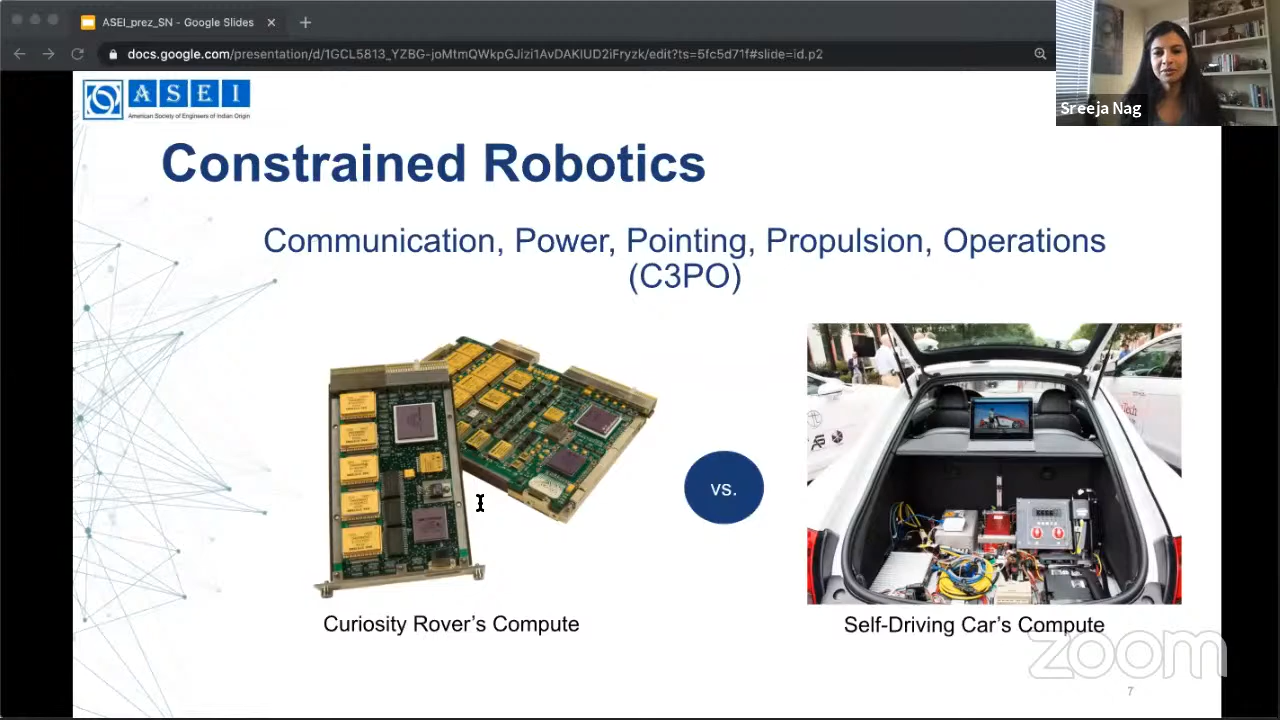 ASEI_prez_SN - Google Slides
docs.google.com/presentation/d/1GCL5813_YZBG-joMtmDWkpGJizi1AvDAKlUD2iFryzk/edit?ts=5fc5d71f#slide=id.p2
Sreeja Nag
ASEI
American Society of Engineers of Indian Origin
Constrained Robotics
Communication, Power, Pointing, Propulsion, Operations
(C3PO)
vs.
Curiosity Rover's Compute
Self-Driving Car's Compute
zoom
7